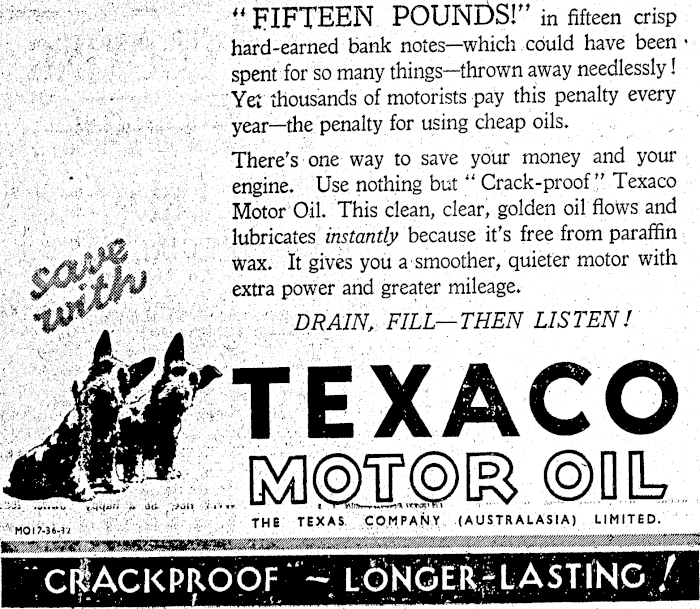 “FIFTEEN POUNDS!” in fifteen crisp
hard-earned bank notes—which could have been
spent for so many things—thrown away needlessly!
Yet thousands of motorists pay this penalty every
year—the penalty for using cheap oils.
There's one way to save your money and your
engine. Use nothing but “Crack-proof” Texaco
Motor Oil. This clean, clear, golden oil flows and
lubricates instantly because it's free from paraffin
wax. It gives you a smoother, quieter motor with
extra power and greater mileage.
DRAIN, FILL—THEN LISTEN!
save
with
TEXACO
MOTOR OIL
THE TEXAS COMPANY (AUSTRALASIA) LIMITED.
MO17-36-32
“CRACKPROOF” ~ LONGER-LASTING!